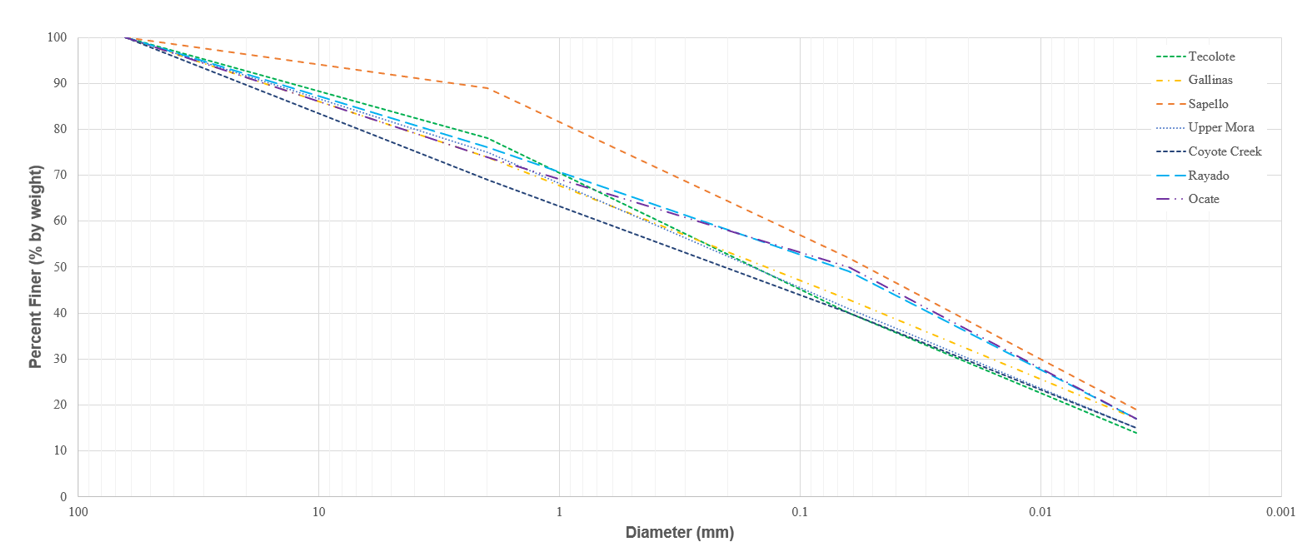 100
90
80
70
60
50
40
30
20
10
0
Percent Finer (% by weight)
100 10 1 0.1 0.01 0.001
Diameter (mm)
Tecolote
Gallinas
Sapello
Upper Mora
Coyote Creek
Rayado
Ocate